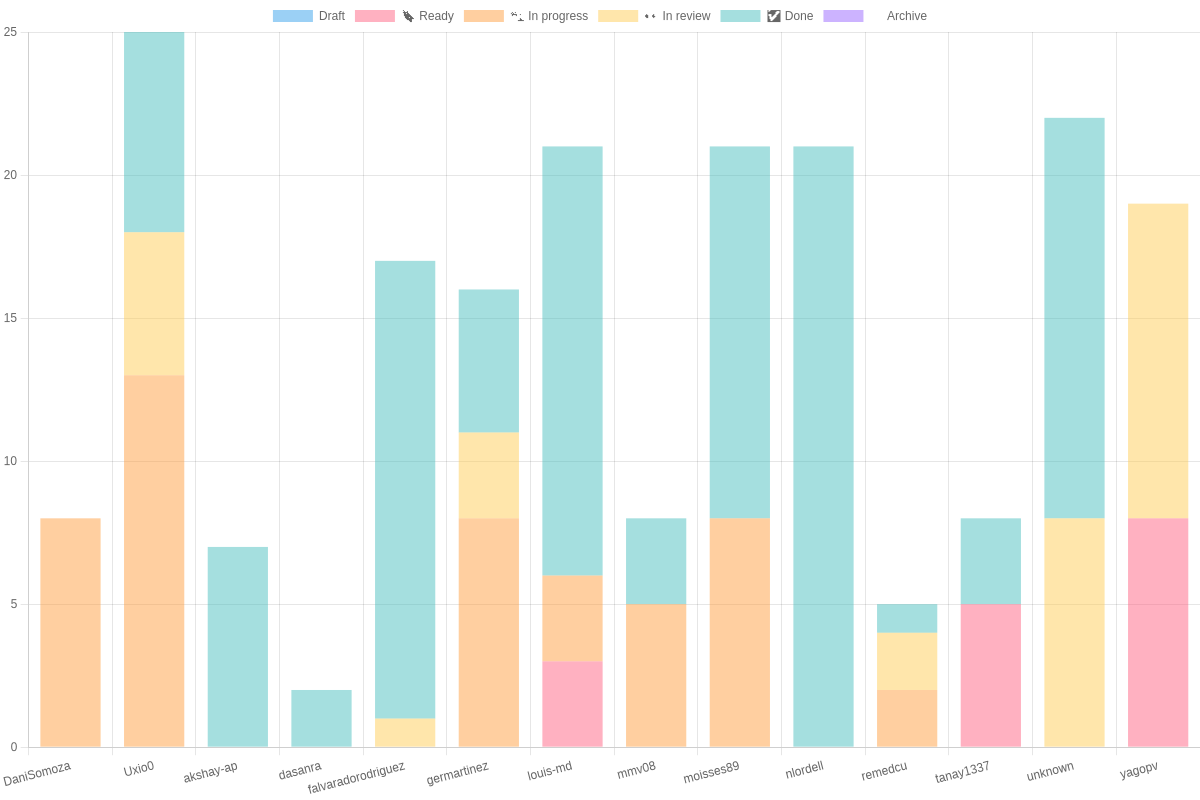 Draft 🔖 Ready 🏗 In progress 👀 In review ✅ Done Archive
25
20
15
10
5
0
DaniSomoza
Uxio0
akshay-ap
dasanra
falvaradorodriguez
germartinez
louis-md
mmv08
moisses89
nlordell
remedcu
tanay1337
unknown
yagopv